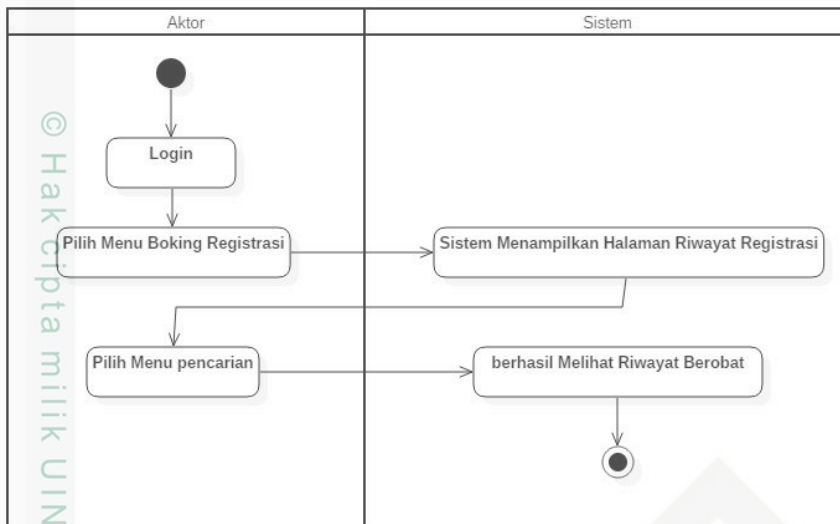 Aktor
Sistem
Login
Pilih Menu Boking Registrasi
Sistem Menampilkan Halaman Riwayat Registrasi
Pilih Menu pencarian
berhasil Melihat Riwayat Berobat
© Hak cipta milik UIN